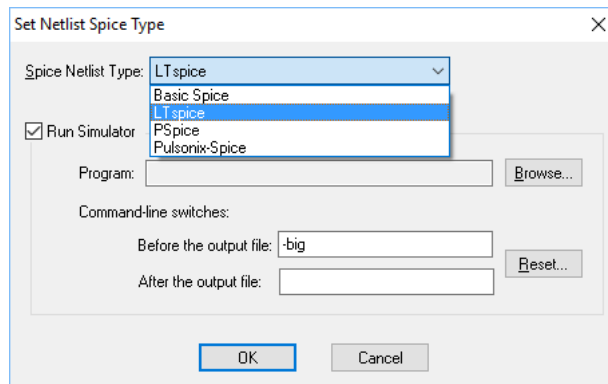 Set Netlist Spice Type
Spice Netlist Type: LTspice
Basic Spice
LTspice
PSpice
Pulsonix-Spice
Run Simulator
Program: Browse...
Command-line switches:
Before the output file: -big
Reset...
After the output file:
OK Cancel